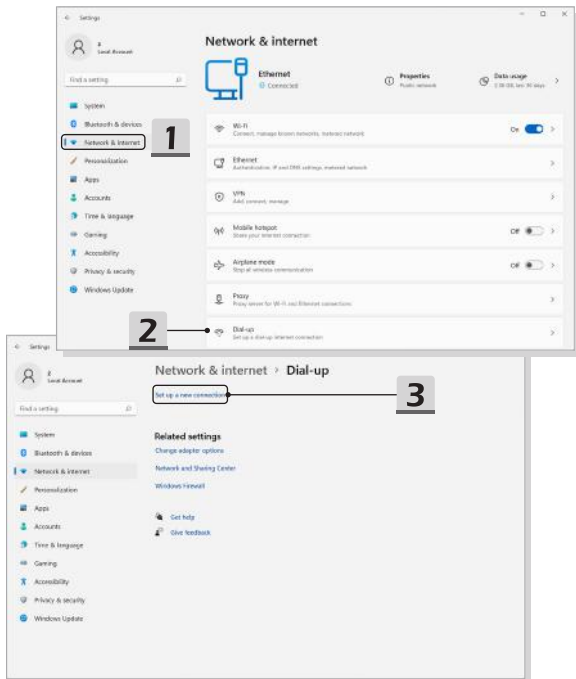 Settings
Local Account
Find a setting
System
Bluetooth & devices
Network & internet
Personalization
Apps
Accounts
Time & language
Gaming
Accessibility
Privacy & security
Windows Update
1
2
Network & internet
Ethernet
Connected
Properties
Public network
Data usage
Wi-Fi
Connect, manage known networks, metered network
On
Ethernet
Authentication, IP and DNS settings, metered network
VPN
Add, connect, manage
Mobile hotspot
Share your internet connection
Off
Airplane mode
Stop all wireless communication
Off
Proxy
Proxy server for Wi-Fi and Ethernet connections
Dial-up
Set up a dial-up internet connection
Settings
Local Account
Find a setting
System
Bluetooth & devices
Network & internet
Personalization
Apps
Accounts
Time & language
Gaming
Accessibility
Privacy & security
Windows Update
Network & internet > Dial-up
Set up a new connection
3
Related settings
Change adapter options
Network and Sharing Center
Windows Firewall
Get help
Give feedback